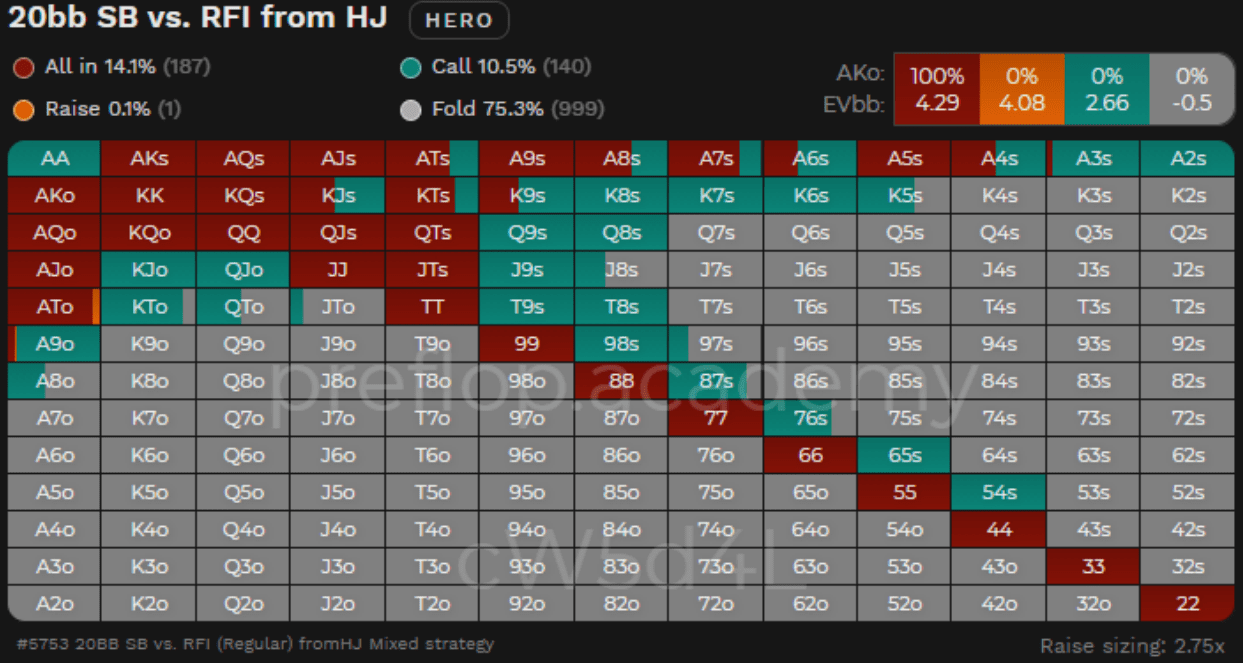 20bb SB vs. RFI from HJ HERO
All in 14.1% (187) Call 10.5% (140)
Raise 0.1% (1) Fold 75.3% (999)
AKo: 100% 0% 0% 0%
EVbb: 4.29 4.08 2.66 -0.5
AA AKs AQs AJs ATs A9s A8s A7s A6s A5s A4s A3s A2s
AKo KK KQs KJs KTs K9s K8s K7s K6s K5s K4s K3s K2s
AQo KQo QQ QJs QTs Q9s Q8s Q7s Q6s Q5s Q4s Q3s Q2s
AJo KJo QJo JJ JTs J9s J8s J7s J6s J5s J4s J3s J2s
ATo KTo QTo JTo TT T9s T8s T7s T6s T5s T4s T3s T2s
A9o K9o Q9o J9o T9o 99 98s 97s 96s 95s 94s 93s 92s
A8o K8o Q8o J8o T8o 98o 88 87s 86s 85s 84s 83s 82s
preflop.academy
A7o K7o Q7o J7o T7o 97o 87o 77 76s 75s 74s 73s 72s
A6o K6o Q6o J6o T6o 96o 86o 76o 66 65s 64s 63s 62s
A5o K5o Q5o J5o T5o 95o 85o 75o 65o 55 54s 53s 52s
A4o K4o Q4o J4o T4o 94o 84o 74o 64o 54o 44 43s 42s
cW5d4L
A3o K3o Q3o J3o T3o 93o 83o 73o 63o 53o 43o 33 32s
A2o K2o Q2o J2o T2o 92o 82o 72o 62o 52o 42o 32o 22
#5753 20BB SB vs. RFI (Regular) fromHJ Mixed strategy
Raise sizing: 2.75x